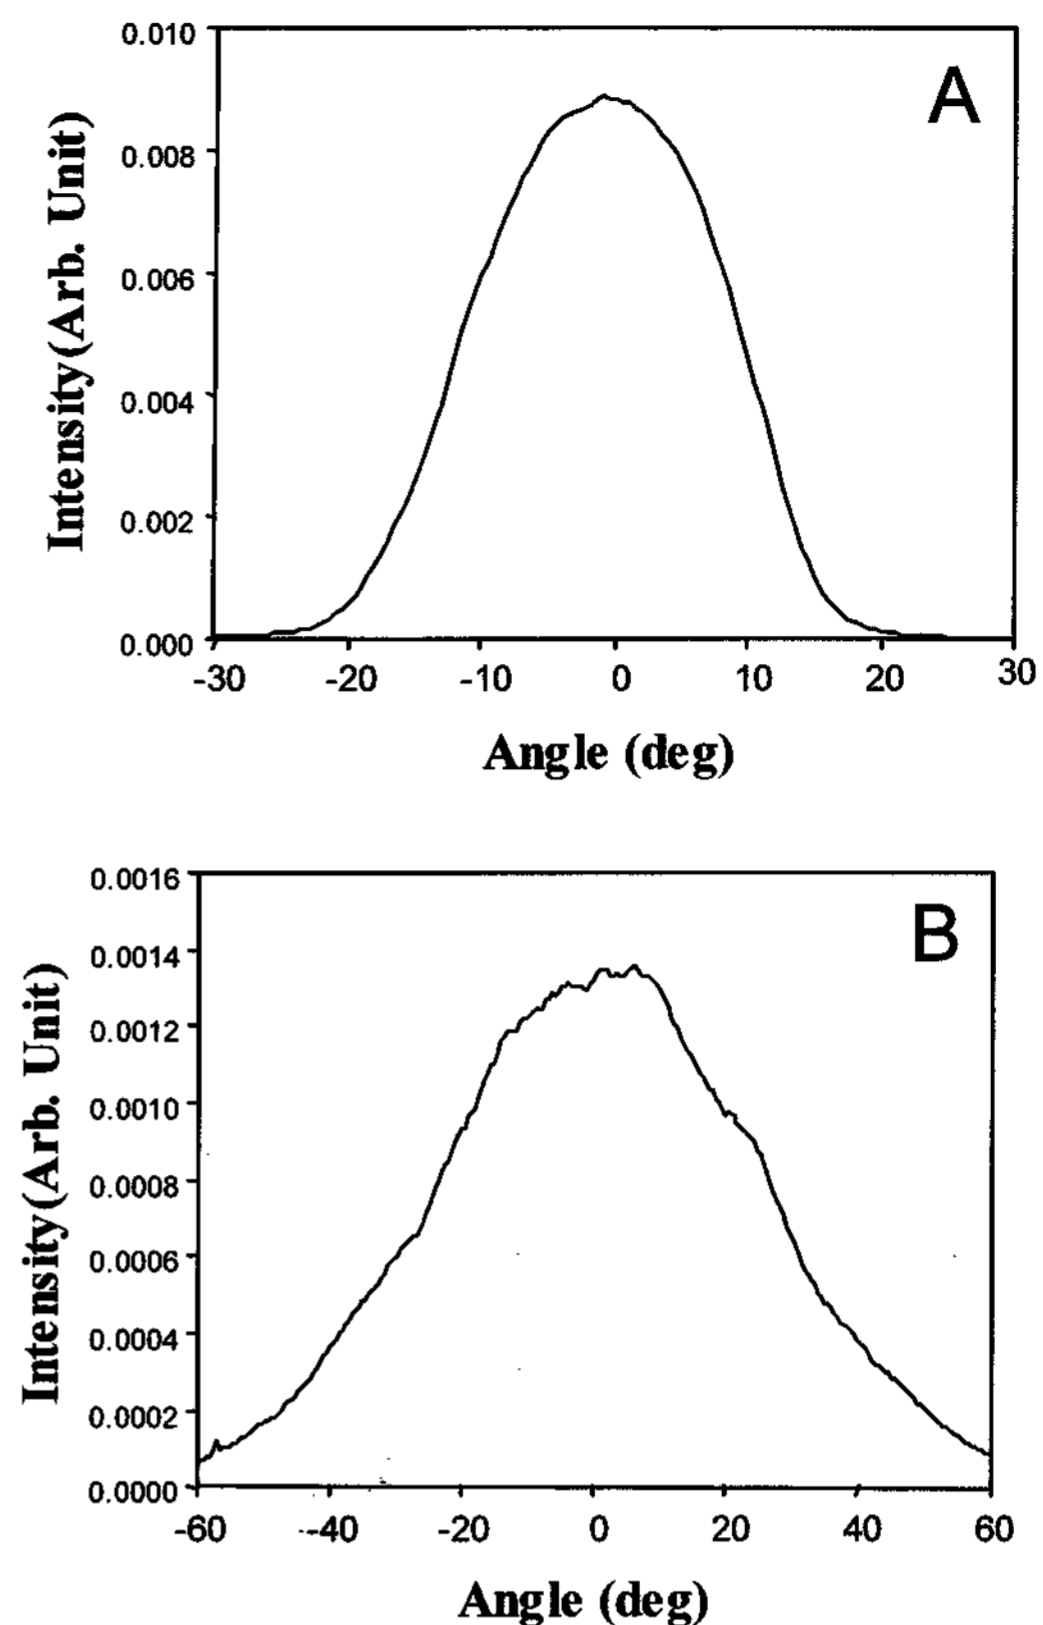 A
Intensity(Arb. Unit)
0.010
0.008
0.006
0.004
0.002
0.000
-30 -20 -10 0 10 20 30
Angle (deg)
B
Intensity(Arb. Unit)
0.0016
0.0014
0.0012
0.0010
0.0008
0.0006
0.0004
0.0002
0.0000
-60 -40 -20 0 20 40 60
Angle (deg)